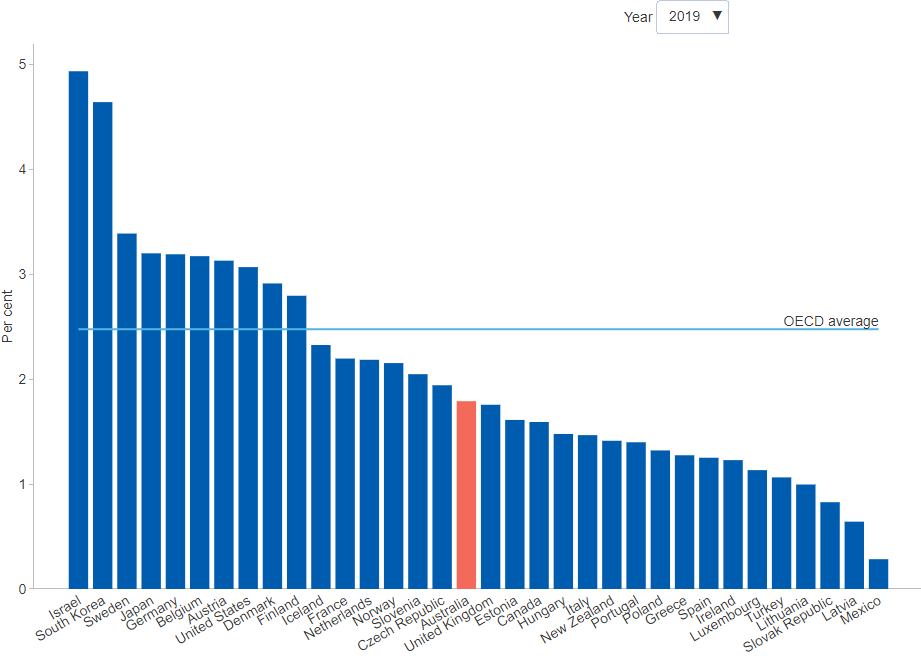 Year 2019 ▼
5
4
3
2
1
0
Per cent
OECD average
Israel
South Korea
Sweden
Japan
Germany
Belgium
Austria
United States
Denmark
Finland
Iceland
France
Netherlands
Norway
Slovenia
Czech Republic
Australia
United Kingdom
Estonia
Canada
Hungary
Italy
New Zealand
Portugal
Poland
Greece
Spain
Ireland
Luxembourg
Turkey
Lithuania
Slovak Republic
Latvia
Mexico